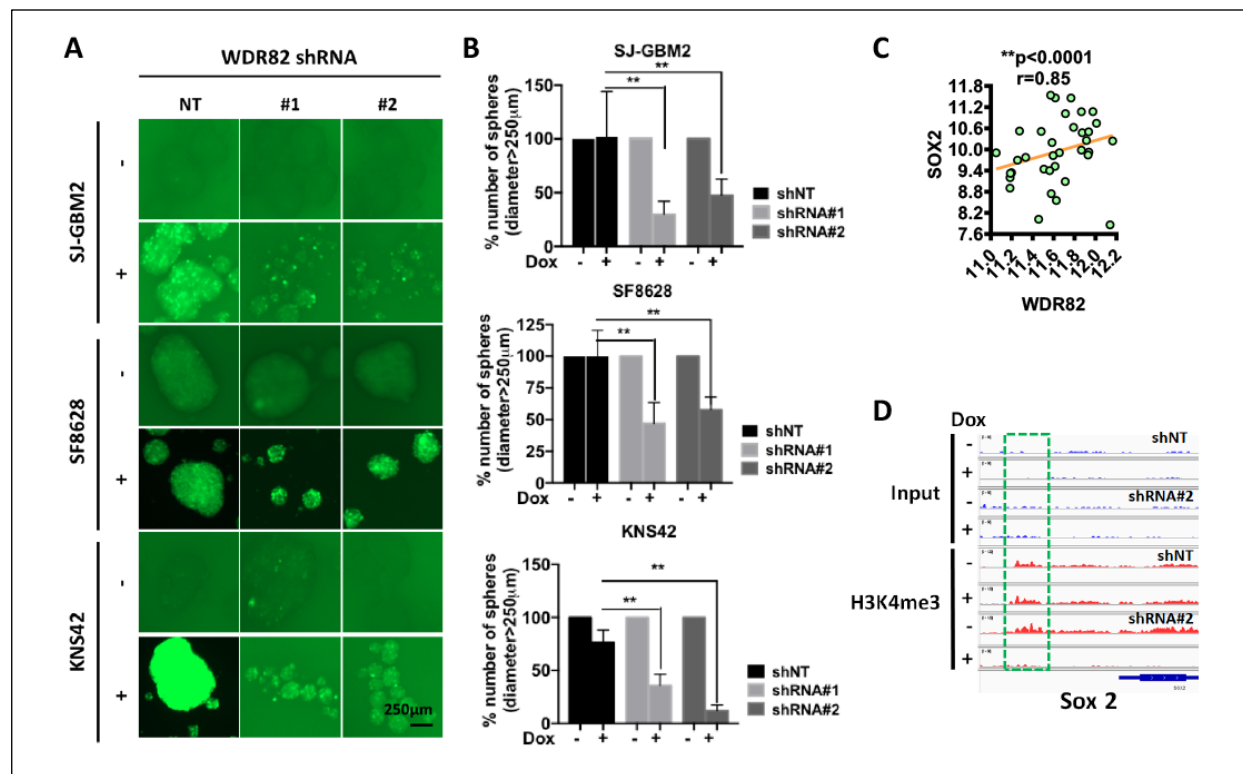 A
WDR82 shRNA
NT #1 #2
SJ-GBM2
-
+
SF8628
-
+
KNS42
-
+
250μm
B
SJ-GBM2
% number of spheres
(diameter>250μm)
150
100
50
0
**
**
shNT
shRNA#1
shRNA#2
Dox - + - + - +
SF8628
% number of spheres
(diameter>250μm)
125
100
75
50
25
0
**
**
shNT
shRNA#1
shRNA#2
Dox - + - + - +
KNS42
% number of spheres
(diameter>250μm)
150
100
50
0
**
**
shNT
shRNA#1
shRNA#2
Dox - + - + - +
C
**p<0.0001
r=0.85
SOX2
11.8
11.2
10.6
10.0
9.4
8.8
8.2
7.6
11.0 11.2 11.4 11.6 11.8 12.0 12.2
WDR82
D
Dox
Input
- shNT
+
- shRNA#2
+
H3K4me3
- shNT
+
- shRNA#2
+
Sox 2